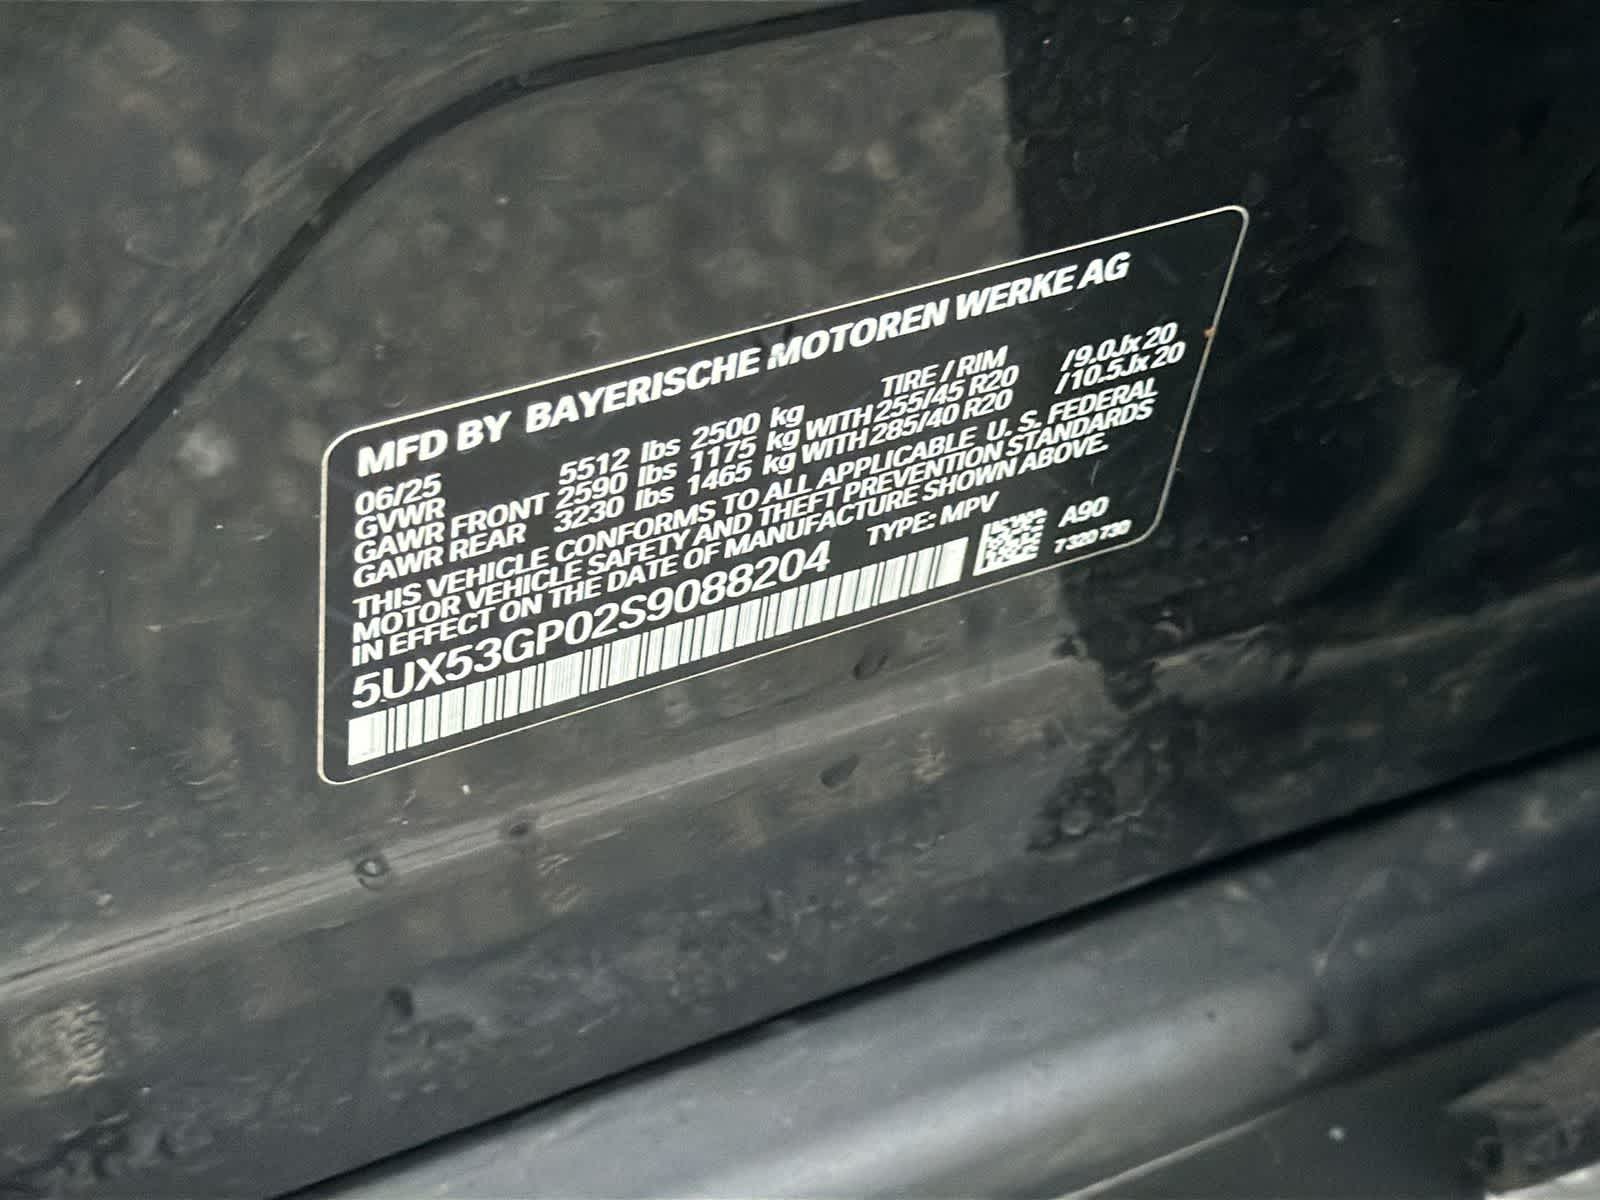 MFD BY BAYERISCHE MOTOREN WERKE AG
06/25 TIRE / RIM
GVWR 5512 lbs 2500 kg
GAWR FRONT 2590 lbs 1175 kg WITH 255/45 R20 /9.0Jx20
GAWR REAR 3230 lbs 1465 kg WITH 285/40 R20 /10.5Jx20
THIS VEHICLE CONFORMS TO ALL APPLICABLE U. S. FEDERAL
MOTOR VEHICLE SAFETY AND THEFT PREVENTION STANDARDS
IN EFFECT ON THE DATE OF MANUFACTURE SHOWN ABOVE.
5UX53GP02S9088204 TYPE: MPV A90
7 320 730